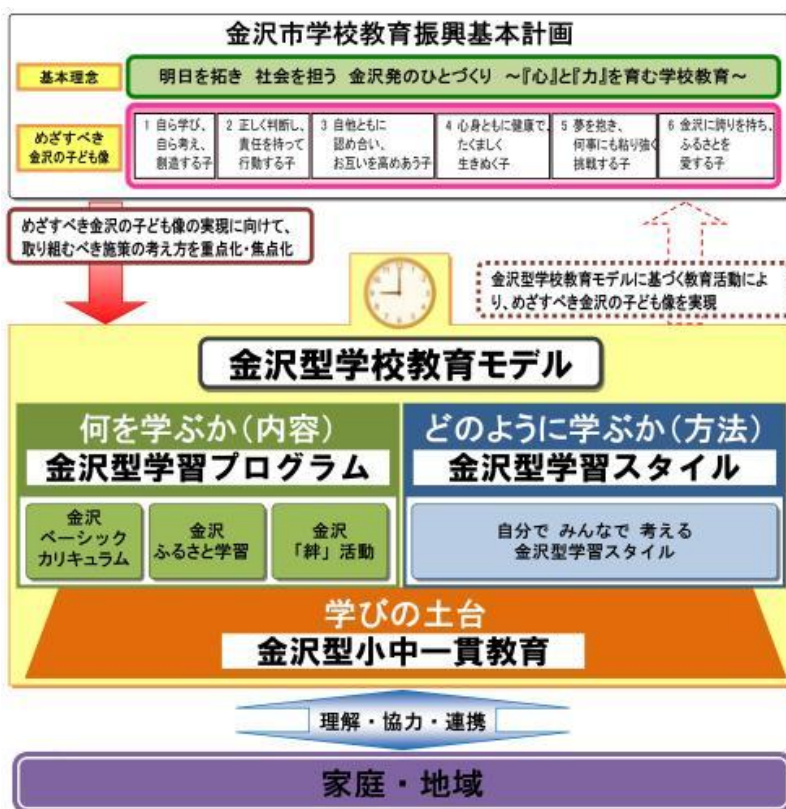 金沢市学校教育振興基本計画
基本理念
明日を拓き 社会を担う 金沢発のひとづくり ～『心』と『力』を育む学校教育～
めざすべき
金沢の子ども像
1 自ら学び、
自ら考え、
創造する子
2 正しく判断し、
責任を持って
行動する子
3 自他ともに
認め合い、
お互いを高めあう子
4 心身ともに健康で、
たくましく
生きぬく子
5 夢を抱き、
何事にも粘り強く
挑戦する子
6 金沢に誇りを持ち、
ふるさとを
愛する子
めざすべき金沢の子ども像の実現に向けて、
取り組むべき施策の考え方を重点化・焦点化
金沢型学校教育モデルに基づく教育活動によ
り、めざすべき金沢の子ども像を実現
金沢型学校教育モデル
何を学ぶか(内容)
金沢型学習プログラム
金沢
ベーシック
カリキュラム
金沢
ふるさと学習
金沢
「絆」活動
どのように学ぶか(方法)
金沢型学習スタイル
自分で みんなで 考える
金沢型学習スタイル
学びの土台
金沢型小中一貫教育
理解・協力・連携
家庭・地域